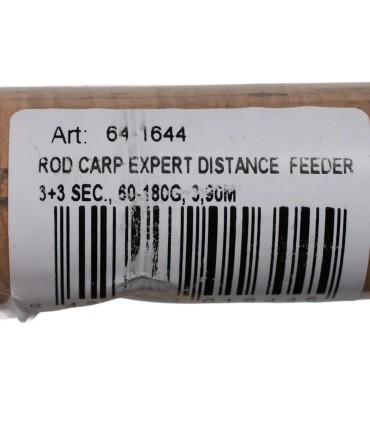 Art: 64-1644
ROD CARP EXPERT DISTANCE FEEDER
3+3 SEC., 60-180G, 3,90M